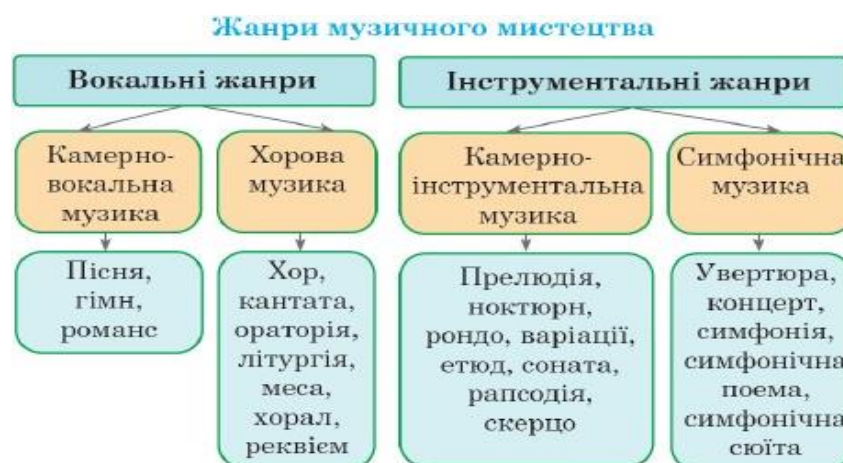 Жанри музичного мистецтва
Вокальні жанри
Інструментальні жанри
Камерно-
вокальна
музика
Хорова
музика
Камерно-
інструментальна
музика
Симфонічна
музика
Пісня,
гімн,
романс
Хор,
кантата,
ораторія,
літургія,
меса,
хорал,
реквієм
Прелюдія,
ноктюрн,
рондо, варіації,
етюд, соната,
рапсодія,
скерцо
Увертюра,
концерт,
симфонія,
симфонічна
поема,
симфонічна
сюїта